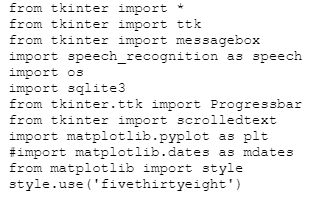 from tkinter import *
from tkinter import ttk
from tkinter import messagebox
import speech_recognition as speech
import os
import sqlite3
from tkinter.ttk import Progressbar
from tkinter import scrolledtext
import matplotlib.pyplot as plt
#import matplotlib.dates as mdates
from matplotlib import style
style.use('fivethirtyeight')